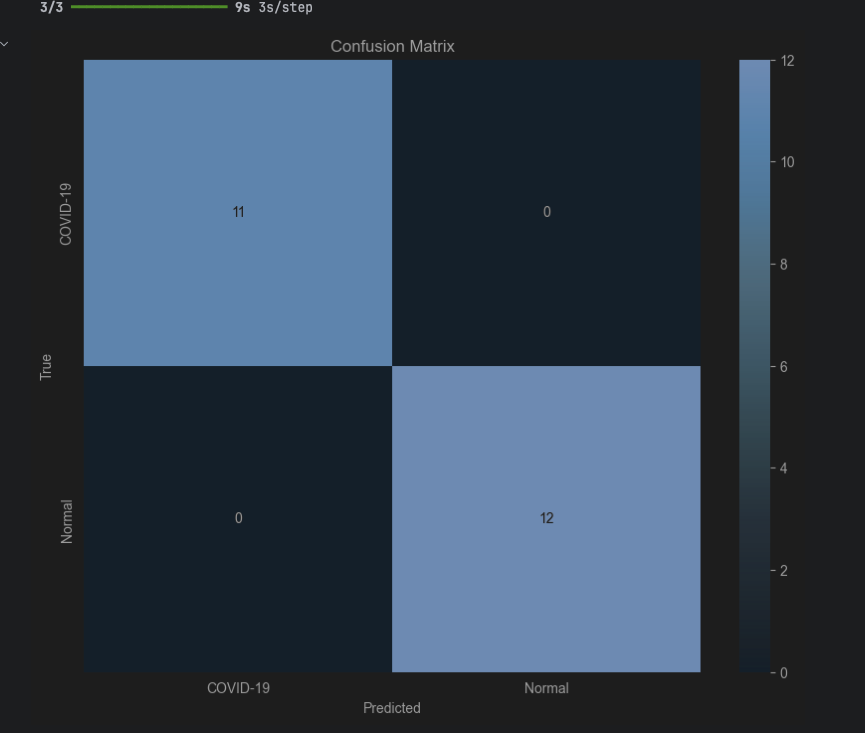 3/3 9s 3s/step
Confusion Matrix
COVID-19
Normal
True
11
0
0
12
COVID-19
Normal
Predicted
12
10
8
6
4
2
0